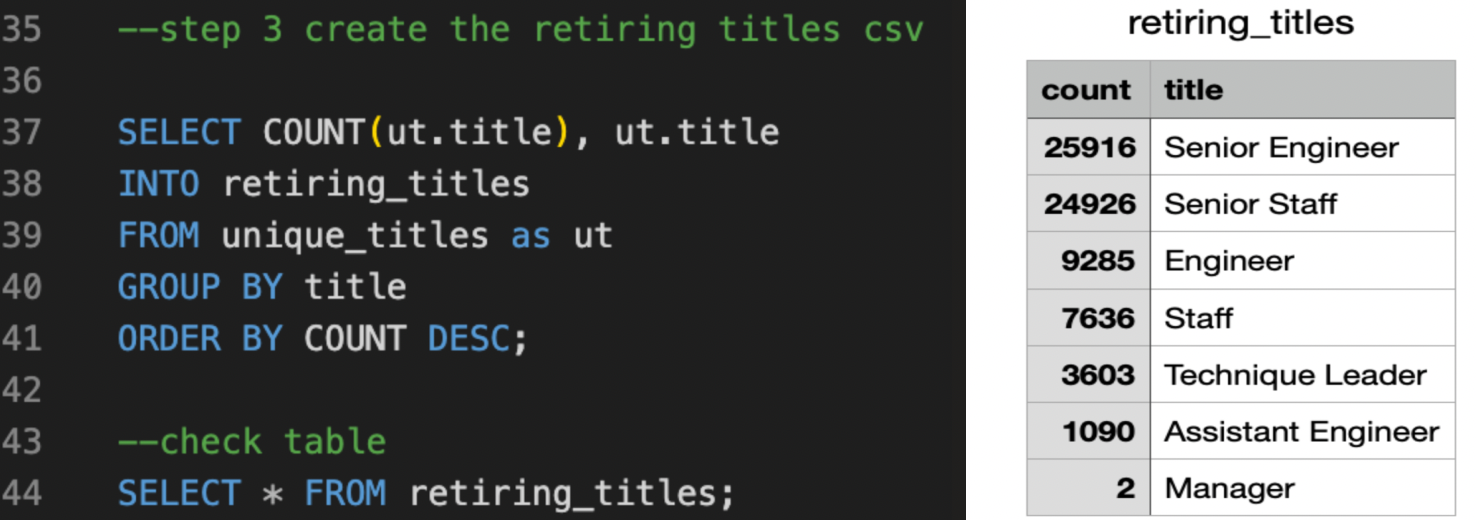 35 --step 3 create the retiring titles csv
36
37 SELECT COUNT(ut.title), ut.title
38 INTO retiring_titles
39 FROM unique_titles as ut
40 GROUP BY title
41 ORDER BY COUNT DESC;
42
43 --check table
44 SELECT * FROM retiring_titles;
retiring_titles
count title
25916 Senior Engineer
24926 Senior Staff
9285 Engineer
7636 Staff
3603 Technique Leader
1090 Assistant Engineer
2 Manager